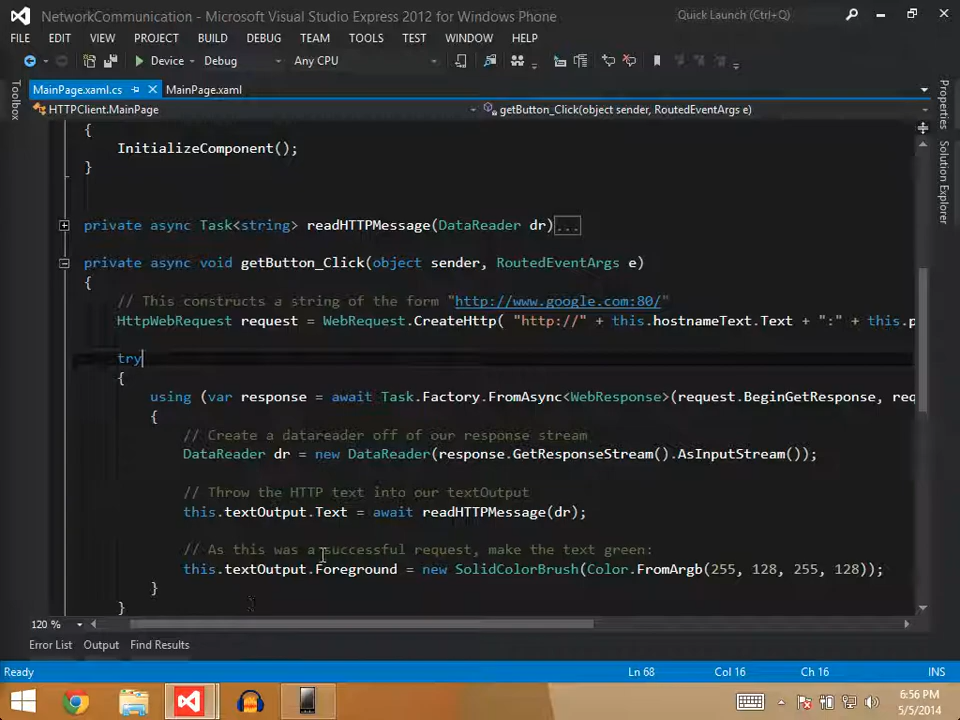 NetworkCommunication - Microsoft Visual Studio Express 2012 for Windows Phone
Quick Launch (Ctrl+Q)
FILE EDIT VIEW PROJECT BUILD DEBUG TEAM TOOLS TEST WINDOW HELP
Device Debug Any CPU
MainPage.xaml.cs MainPage.xaml
Toolbox
Properties
Solution Explorer
HTTPClient.MainPage getButton_Click(object sender, RoutedEventArgs e)
{
InitializeComponent();
}
private async Task<string> readHTTPMessage(DataReader dr)...
private async void getButton_Click(object sender, RoutedEventArgs e)
{
// This constructs a string of the form "http://www.google.com:80/"
HttpWebRequest request = WebRequest.CreateHttp( "http://" + this.hostnameText.Text + ":" + this.p
try
{
using (var response = await Task.Factory.FromAsync<WebResponse>(request.BeginGetResponse, req
{
// Create a datareader off of our response stream
DataReader dr = new DataReader(response.GetResponseStream().AsInputStream());
// Throw the HTTP text into our textOutput
this.textOutput.Text = await readHTTPMessage(dr);
// As this was a successful request, make the text green:
this.textOutput.Foreground = new SolidColorBrush(Color.FromArgb(255, 128, 255, 128));
}
}
120 %
Error List Output Find Results
Ready Ln 68 Col 16 Ch 16 INS
6:56 PM
5/5/2014